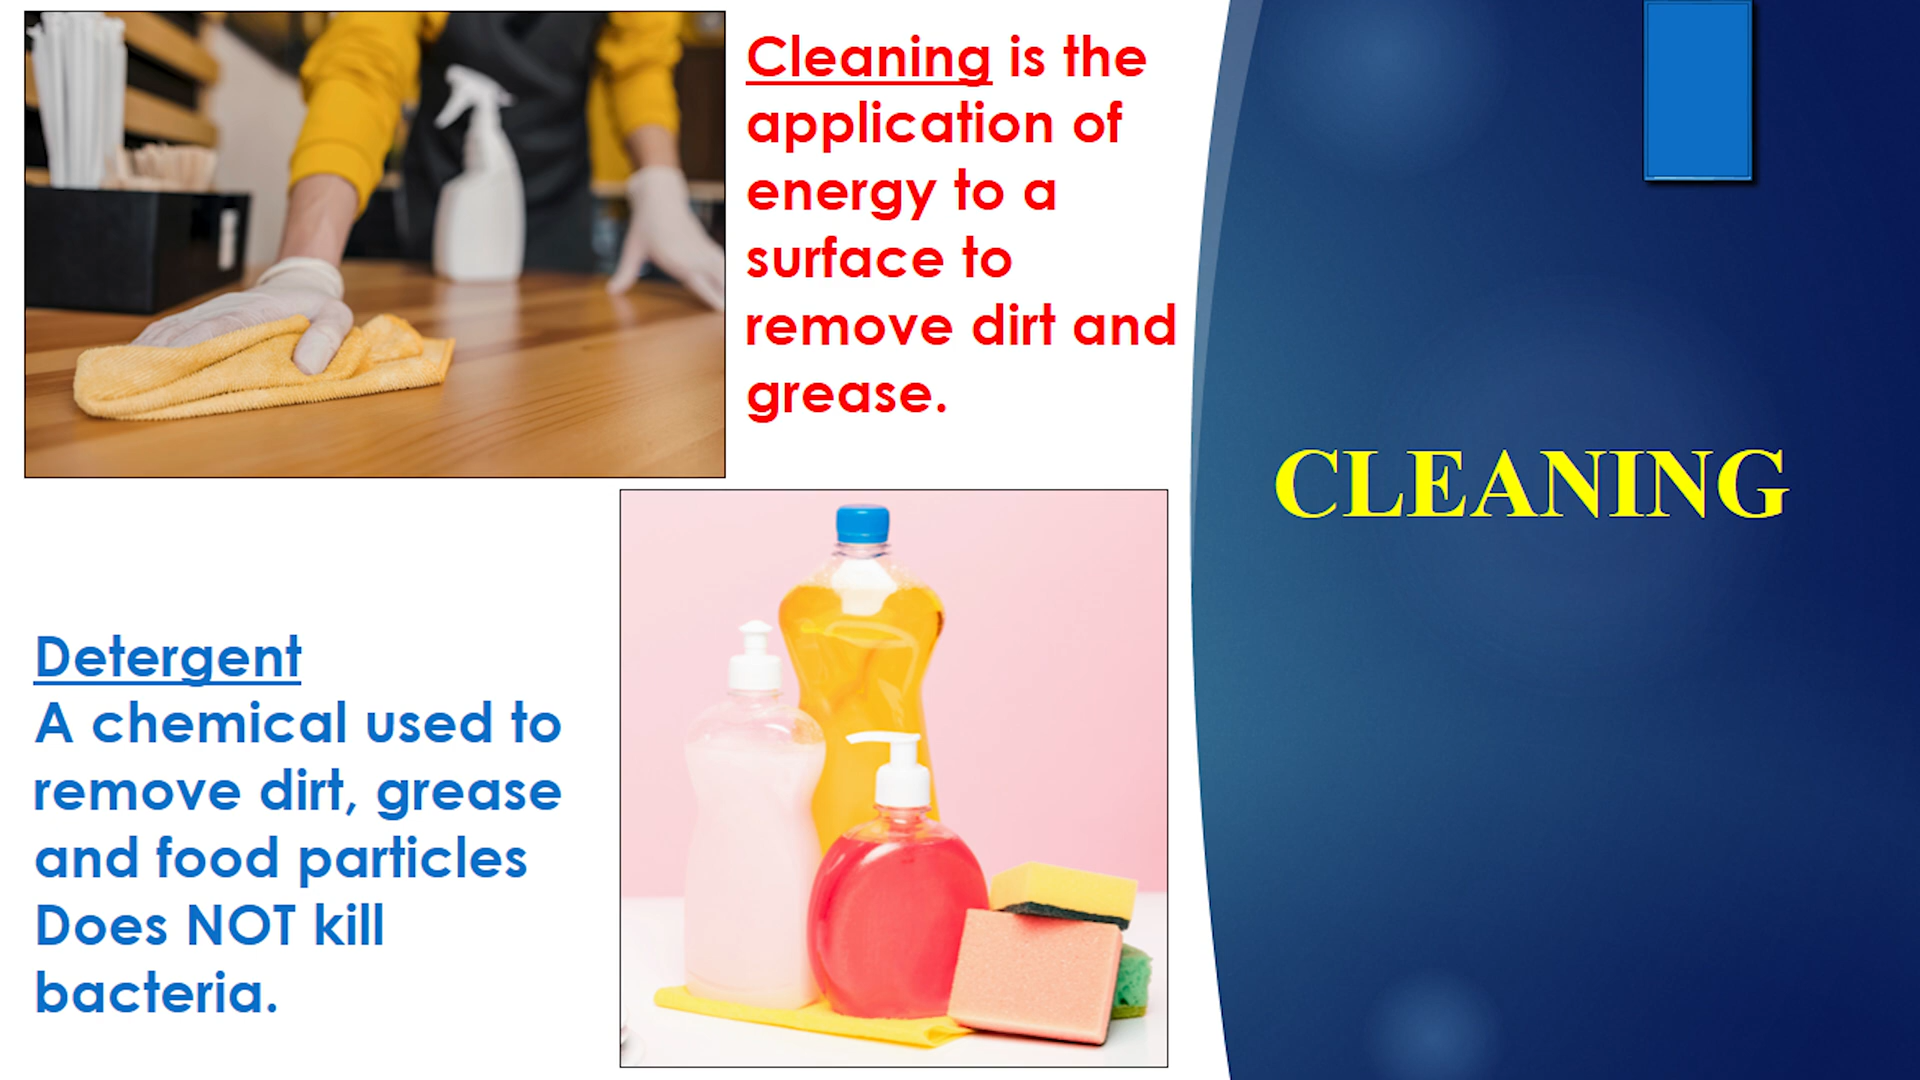 Cleaning is the
application of
energy to a
surface to
remove dirt and
grease.
CLEANING
Detergent
A chemical used to
remove dirt, grease
and food particles
Does NOT kill
bacteria.